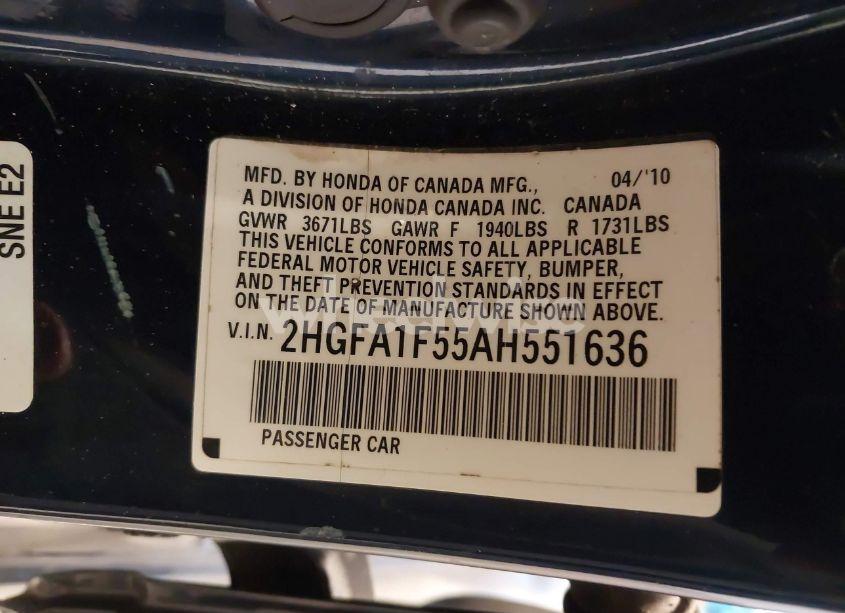 SNE E2
MFD. BY HONDA OF CANADA MFG., 04/'10
A DIVISION OF HONDA CANADA INC. CANADA
GVWR 3671LBS GAWR F 1940LBS R 1731LBS
THIS VEHICLE CONFORMS TO ALL APPLICABLE
FEDERAL MOTOR VEHICLE SAFETY, BUMPER,
AND THEFT PREVENTION STANDARDS IN EFFECT
ON THE DATE OF MANUFACTURE SHOWN ABOVE.
V.I.N. 2HGFA1F55AH551636
PASSENGER CAR